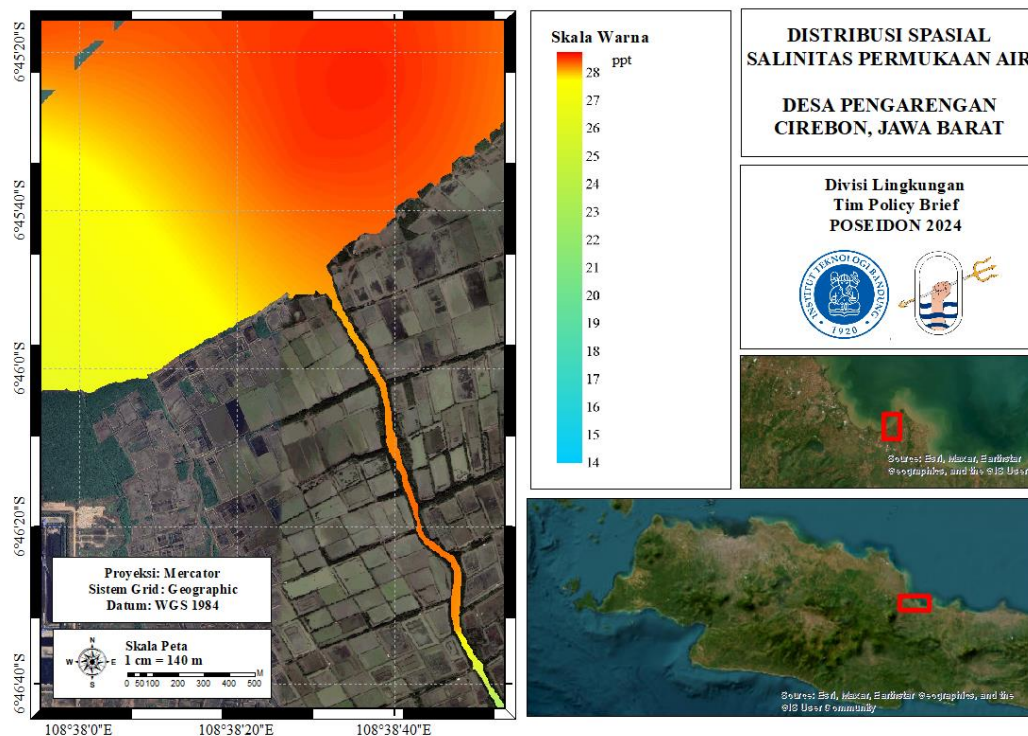 6°45'20"S
6°45'40"S
6°46'0"S
6°46'20"S
6°46'40"S
108°38'0"E
108°38'20"E
108°38'40"E
Proyeksi: Mercator
Sistem Grid: Geographic
Datum: WGS 1984
N
W
E
S
Skala Peta
1 cm = 140 m
0 50 100 200 300 400 500
M
Skala Warna
ppt
28
27
26
25
24
23
22
21
20
19
18
17
16
15
14
DISTRIBUSI SPASIAL
SALINITAS PERMUKAAN AIR
DESA PENGARENGAN
CIREBON, JAWA BARAT
Divisi Lingkungan
Tim Policy Brief
POSEIDON 2024
INSTITUT TEKNOLOGI BANDUNG
1920
Source: Esri, Maxar, Earthstar
Geographics, and the GIS User
Source: Esri, Maxar, Earthstar Geographics, and the
GIS User Community